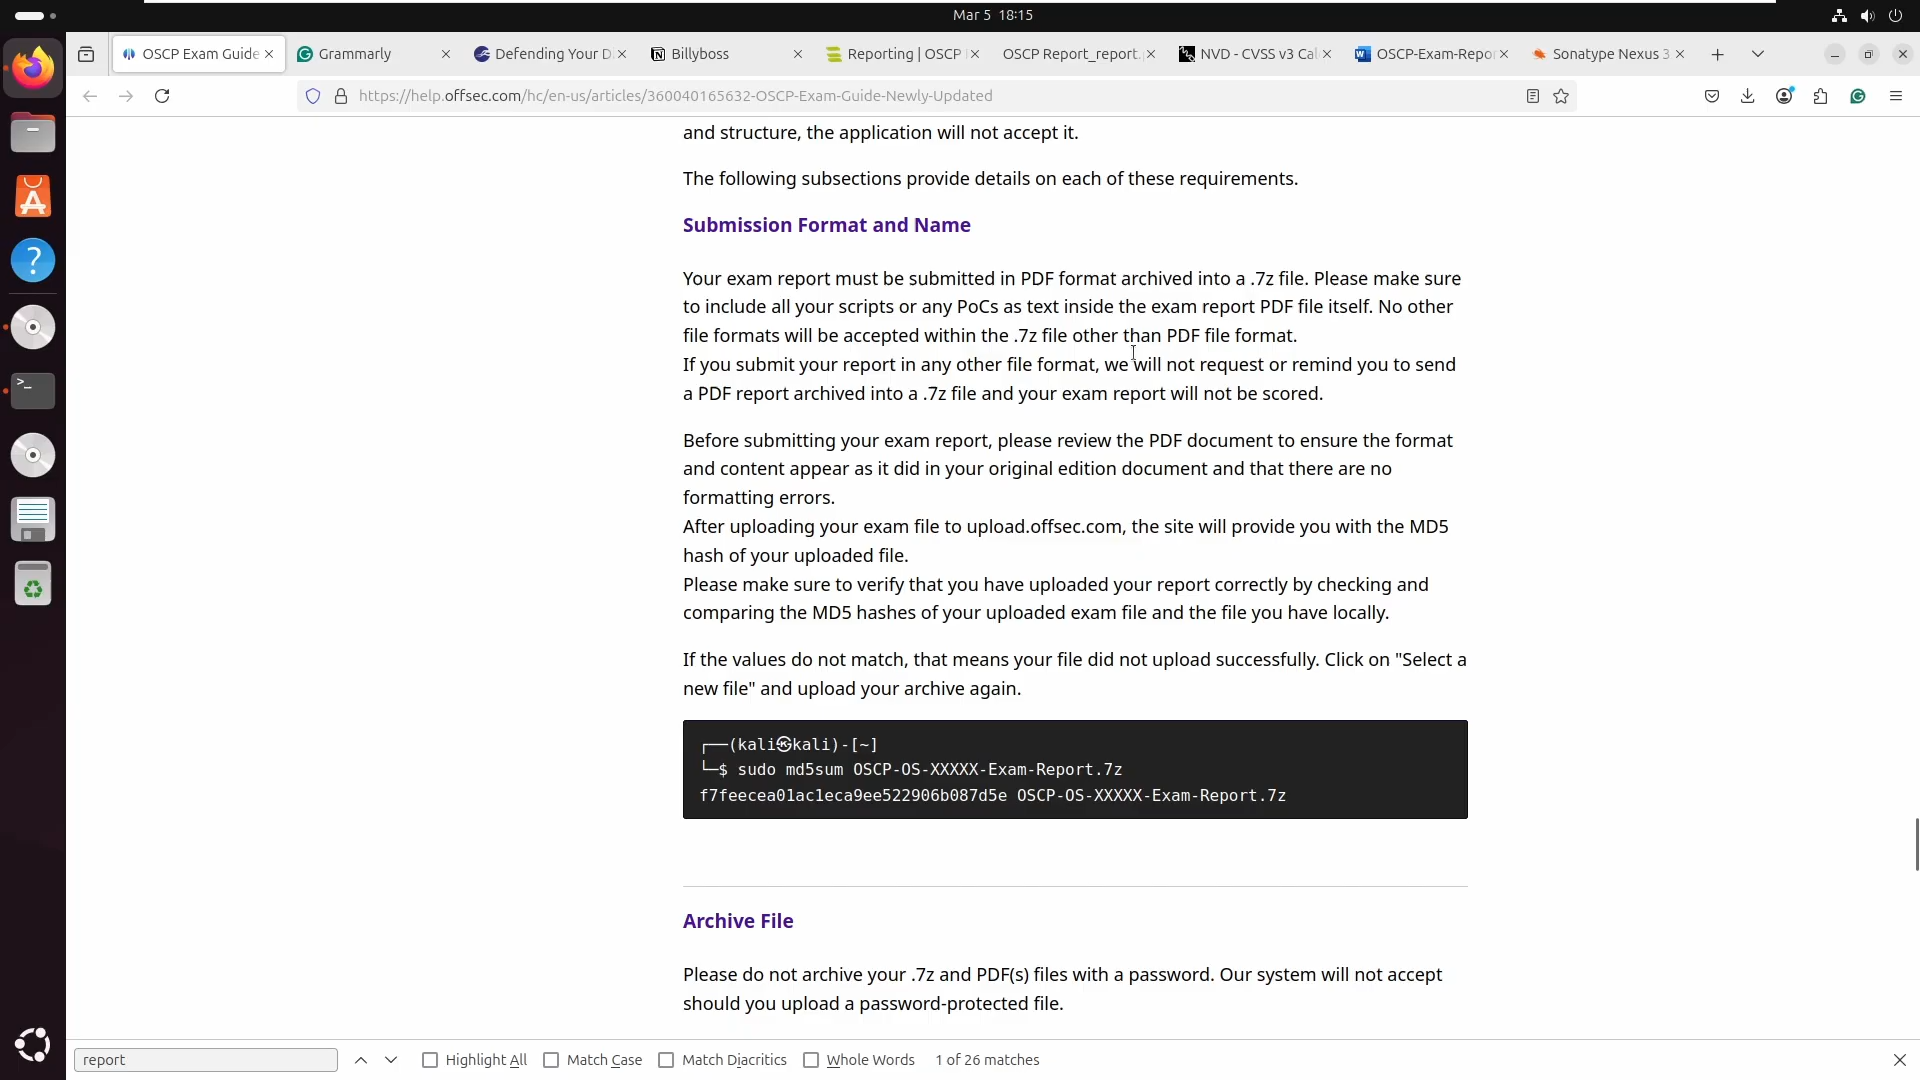 Mar 5 18:15
OSCP Exam Guide
Grammarly
Defending Your D
Billyboss
Reporting | OSCP
OSCP Report_report.
NVD - CVSS v3 Cal
OSCP-Exam-Repor
Sonatype Nexus 3
https://help.offsec.com/hc/en-us/articles/360040165632-OSCP-Exam-Guide-Newly-Updated
and structure, the application will not accept it.
The following subsections provide details on each of these requirements.
Submission Format and Name
Your exam report must be submitted in PDF format archived into a .7z file. Please make sure
to include all your scripts or any PoCs as text inside the exam report PDF file itself. No other
file formats will be accepted within the .7z file other than PDF file format.
If you submit your report in any other file format, we will not request or remind you to send
a PDF report archived into a .7z file and your exam report will not be scored.
Before submitting your exam report, please review the PDF document to ensure the format
and content appear as it did in your original edition document and that there are no
formatting errors.
After uploading your exam file to upload.offsec.com, the site will provide you with the MD5
hash of your uploaded file.
Please make sure to verify that you have uploaded your report correctly by checking and
comparing the MD5 hashes of your uploaded exam file and the file you have locally.
If the values do not match, that means your file did not upload successfully. Click on "Select a
new file" and upload your archive again.
┌──(kali㉿kali)-[~]
└─$ sudo md5sum OSCP-OS-XXXXX-Exam-Report.7z
f7feecea01ac1eca9ee522906b087d5e OSCP-OS-XXXXX-Exam-Report.7z
Archive File
Please do not archive your .7z and PDF(s) files with a password. Our system will not accept
should you upload a password-protected file.
report
Highlight All
Match Case
Match Diacritics
Whole Words
1 of 26 matches